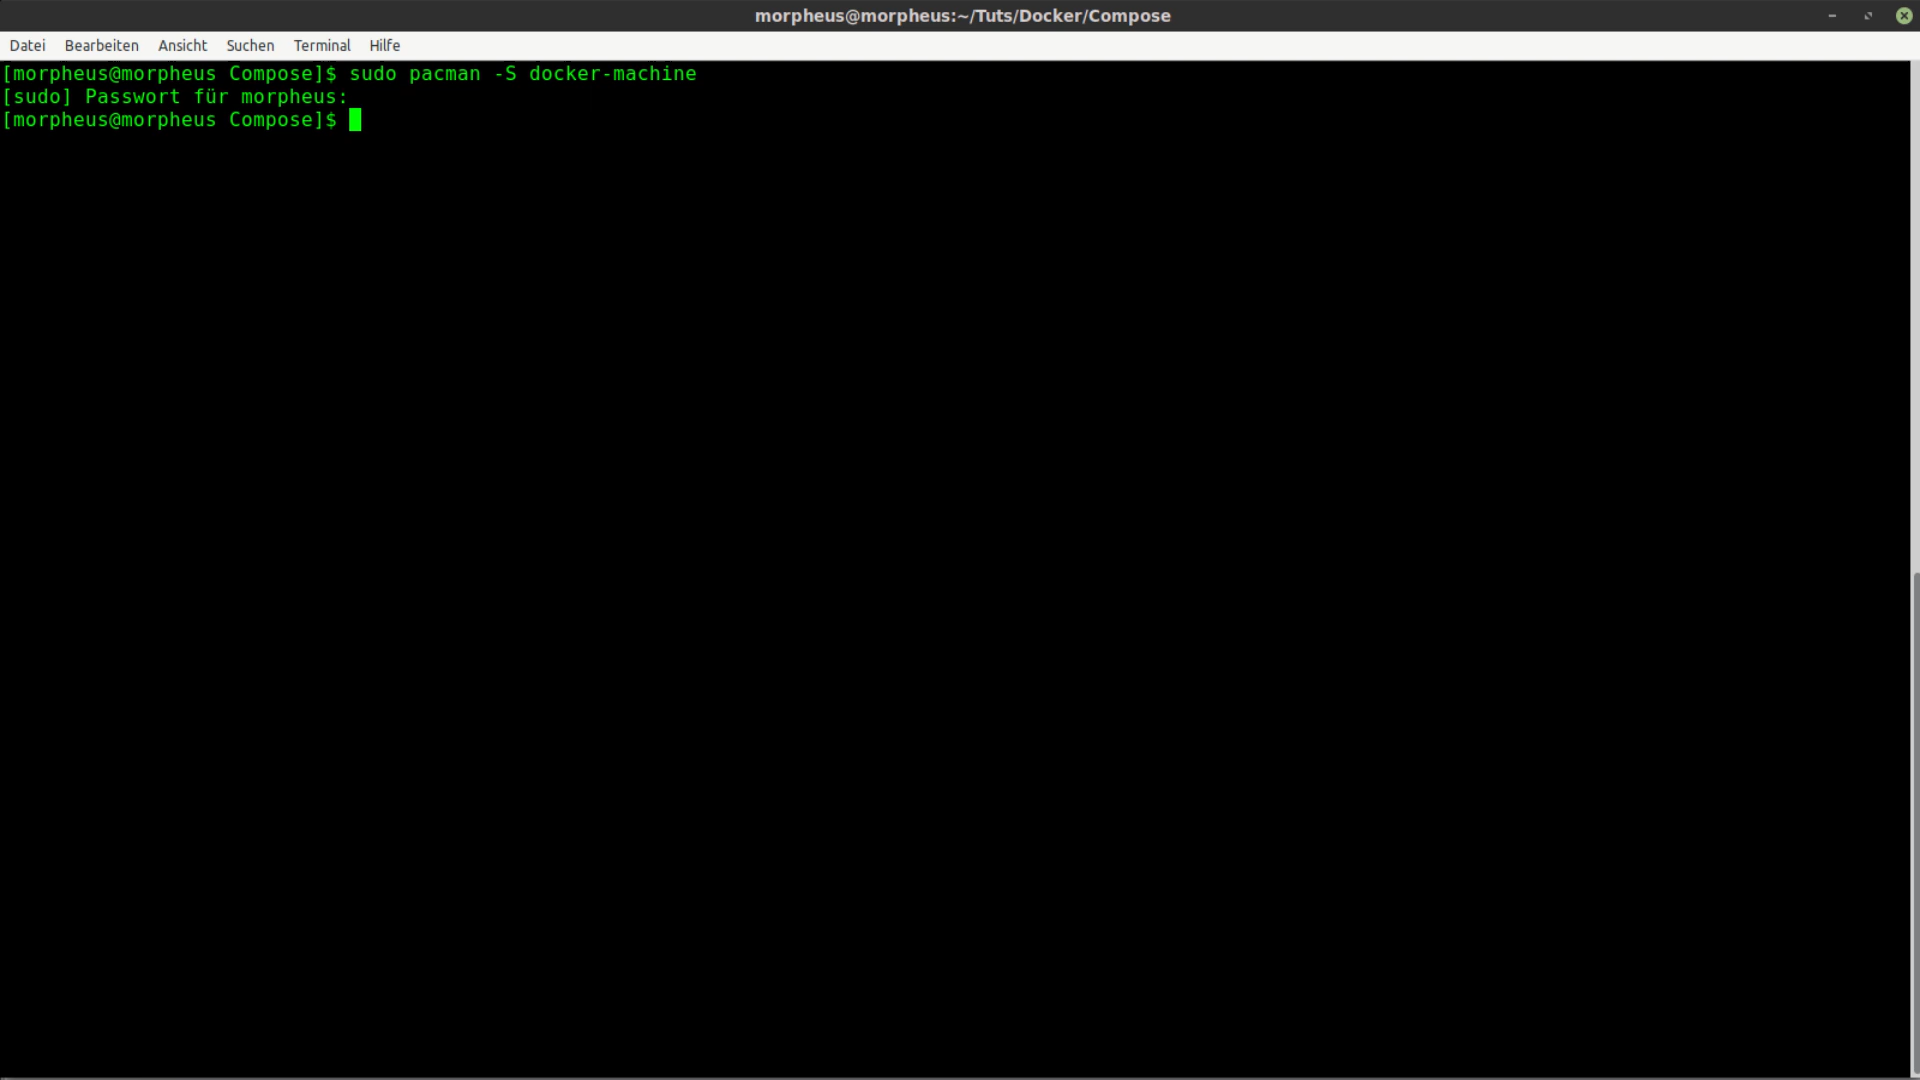 morpheus@morpheus:~/Tuts/Docker/Compose
Datei Bearbeiten Ansicht Suchen Terminal Hilfe
[morpheus@morpheus Compose]$ sudo pacman -S docker-machine
[sudo] Passwort für morpheus:
[morpheus@morpheus Compose]$